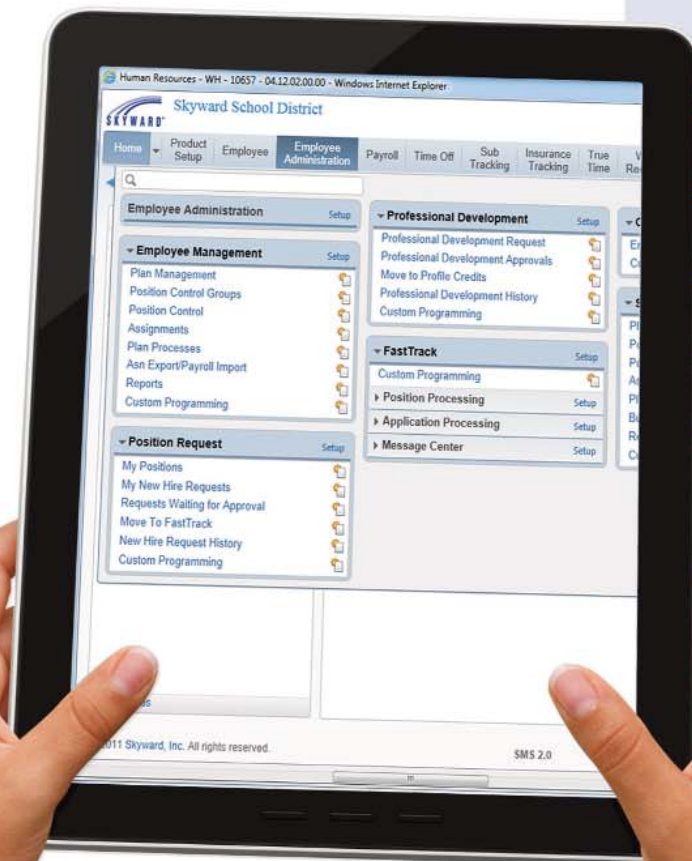 Human Resources - WH - 10657 - 04.12.02.00.00 - Windows Internet Explorer
SKYWARD
Skyward School District
Home
Product Setup
Employee
Employee Administration
Payroll
Time Off
Sub Tracking
Insurance Tracking
True Time
Employee Administration Setup
Employee Management Setup
Plan Management
Position Control Groups
Position Control
Assignments
Plan Processes
Asn Export/Payroll Import
Reports
Custom Programming
Position Request Setup
My Positions
My New Hire Requests
Requests Waiting for Approval
Move To FastTrack
New Hire Request History
Custom Programming
Professional Development Setup
Professional Development Request
Professional Development Approvals
Move to Profile Credits
Professional Development History
Custom Programming
FastTrack Setup
Custom Programming
Position Processing Setup
Application Processing Setup
Message Center Setup
Skyward, Inc. All rights reserved.
SMS 2.0